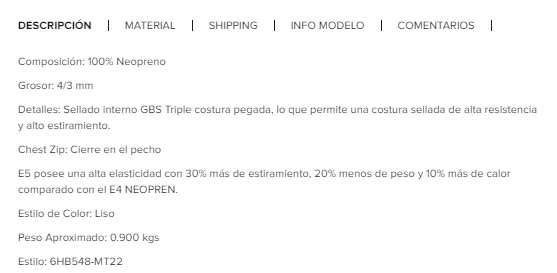 DESCRIPCIÓN | MATERIAL | SHIPPING | INFO MODELO | COMENTARIOS |
Composición: 100% Neopreno
Grosor: 4/3 mm
Detalles: Sellado interno GBS Triple costura pegada, lo que permite una costura sellada de alta resistencia
y alto estiramiento.
Chest Zip: Cierre en el pecho
E5 posee una alta elasticidad con 30% más de estiramiento, 20% menos de peso y 10% más de calor
comparado con el E4 NEOPREN.
Estilo de Color: Liso
Peso Aproximado: 0.900 kgs
Estilo: 6HB548-MT22